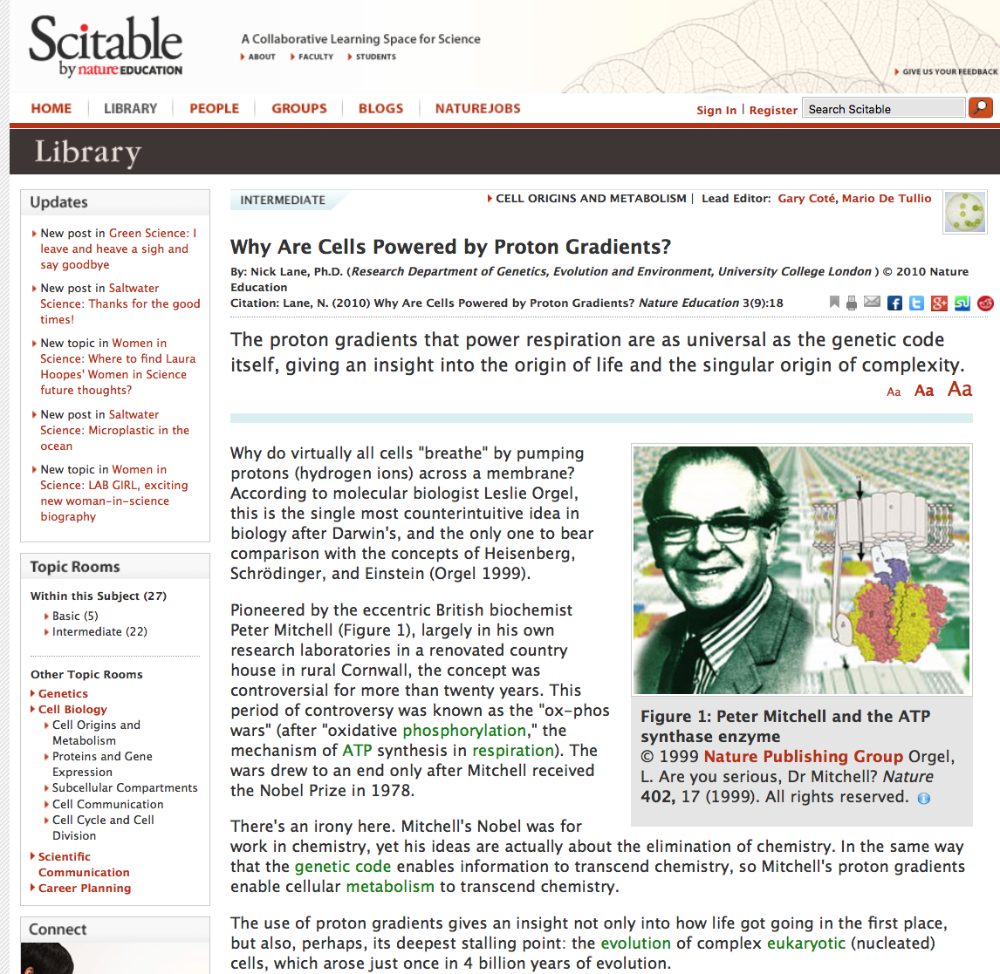 Scitable
by nature EDUCATION
A Collaborative Learning Space for Science
ABOUT
FACULTY
STUDENTS
GIVE US YOUR FEEDBACK
HOME
LIBRARY
PEOPLE
GROUPS
BLOGS
NATUREJOBS
Sign In | Register
Search Scitable
Library
Updates
New post in Green Science: I
leave and heave a sigh and
say goodbye
New post in Saltwater
Science: Thanks for the good
times!
New topic in Women in
Science: Where to find Laura
Hoopes' Women in Science
future thoughts?
New post in Saltwater
Science: Microplastic in the
ocean
New topic in Women in
Science: LAB GIRL, exciting
new woman-in-science
biography
Topic Rooms
Within this Subject (27)
Basic (5)
Intermediate (22)
Other Topic Rooms
Genetics
Cell Biology
Cell Origins and
Metabolism
Proteins and Gene
Expression
Subcellular Compartments
Cell Communication
Cell Cycle and Cell
Division
Scientific
Communication
Career Planning
Connect
INTERMEDIATE
CELL ORIGINS AND METABOLISM | Lead Editor: Gary Coté, Mario De Tullio
Why Are Cells Powered by Proton Gradients?
By: Nick Lane, Ph.D. (Research Department of Genetics, Evolution and Environment, University College London ) © 2010 Nature
Education
Citation: Lane, N. (2010) Why Are Cells Powered by Proton Gradients? Nature Education 3(9):18
The proton gradients that power respiration are as universal as the genetic code
itself, giving an insight into the origin of life and the singular origin of complexity.
Aa Aa Aa
Why do virtually all cells "breathe" by pumping
protons (hydrogen ions) across a membrane?
According to molecular biologist Leslie Orgel,
this is the single most counterintuitive idea in
biology after Darwin's, and the only one to bear
comparison with the concepts of Heisenberg,
Schrödinger, and Einstein (Orgel 1999).
Pioneered by the eccentric British biochemist
Peter Mitchell (Figure 1), largely in his own
research laboratories in a renovated country
house in rural Cornwall, the concept was
controversial for more than twenty years. This
period of controversy was known as the "ox-phos
wars" (after "oxidative phosphorylation," the
mechanism of ATP synthesis in respiration). The
wars drew to an end only after Mitchell received
the Nobel Prize in 1978.
Figure 1: Peter Mitchell and the ATP
synthase enzyme
© 1999 Nature Publishing Group Orgel,
L. Are you serious, Dr Mitchell? Nature
402, 17 (1999). All rights reserved.
There's an irony here. Mitchell's Nobel was for
work in chemistry, yet his ideas are actually about the elimination of chemistry. In the same way
that the genetic code enables information to transcend chemistry, so Mitchell's proton gradients
enable cellular metabolism to transcend chemistry.
The use of proton gradients gives an insight not only into how life got going in the first place,
but also, perhaps, its deepest stalling point: the evolution of complex eukaryotic (nucleated)
cells, which arose just once in 4 billion years of evolution.